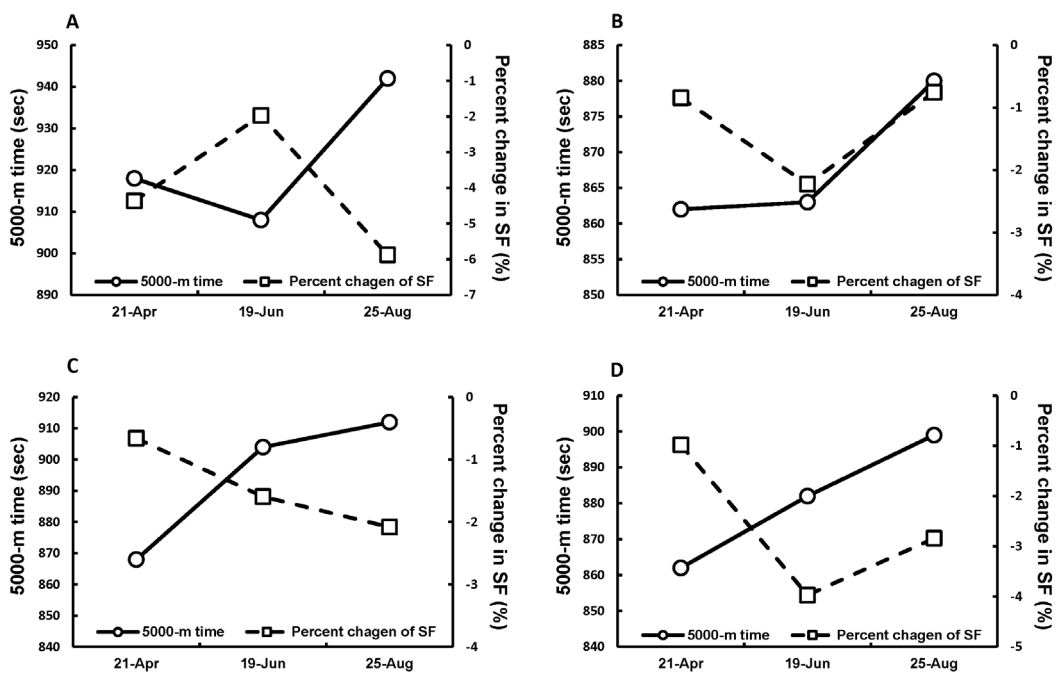 A
5000-m time (sec)
950
940
930
920
910
900
890
0
-1
-2
-3
-4
-5
-6
-7
Percent change in SF (%)
5000-m time
Percent chagen of SF
21-Apr
19-Jun
25-Aug
B
5000-m time (sec)
885
880
875
870
865
860
855
850
0
-1
-2
-3
-4
Percent change in SF (%)
5000-m time
Percent chagen of SF
21-Apr
19-Jun
25-Aug
C
5000-m time (sec)
920
910
900
890
880
870
860
850
840
0
-1
-2
-3
-4
Percent change in SF (%)
5000-m time
Percent chagen of SF
21-Apr
19-Jun
25-Aug
D
5000-m time (sec)
910
900
890
880
870
860
850
840
0
-1
-2
-3
-4
-5
Percent change in SF (%)
5000-m time
Percent chagen of SF
21-Apr
19-Jun
25-Aug